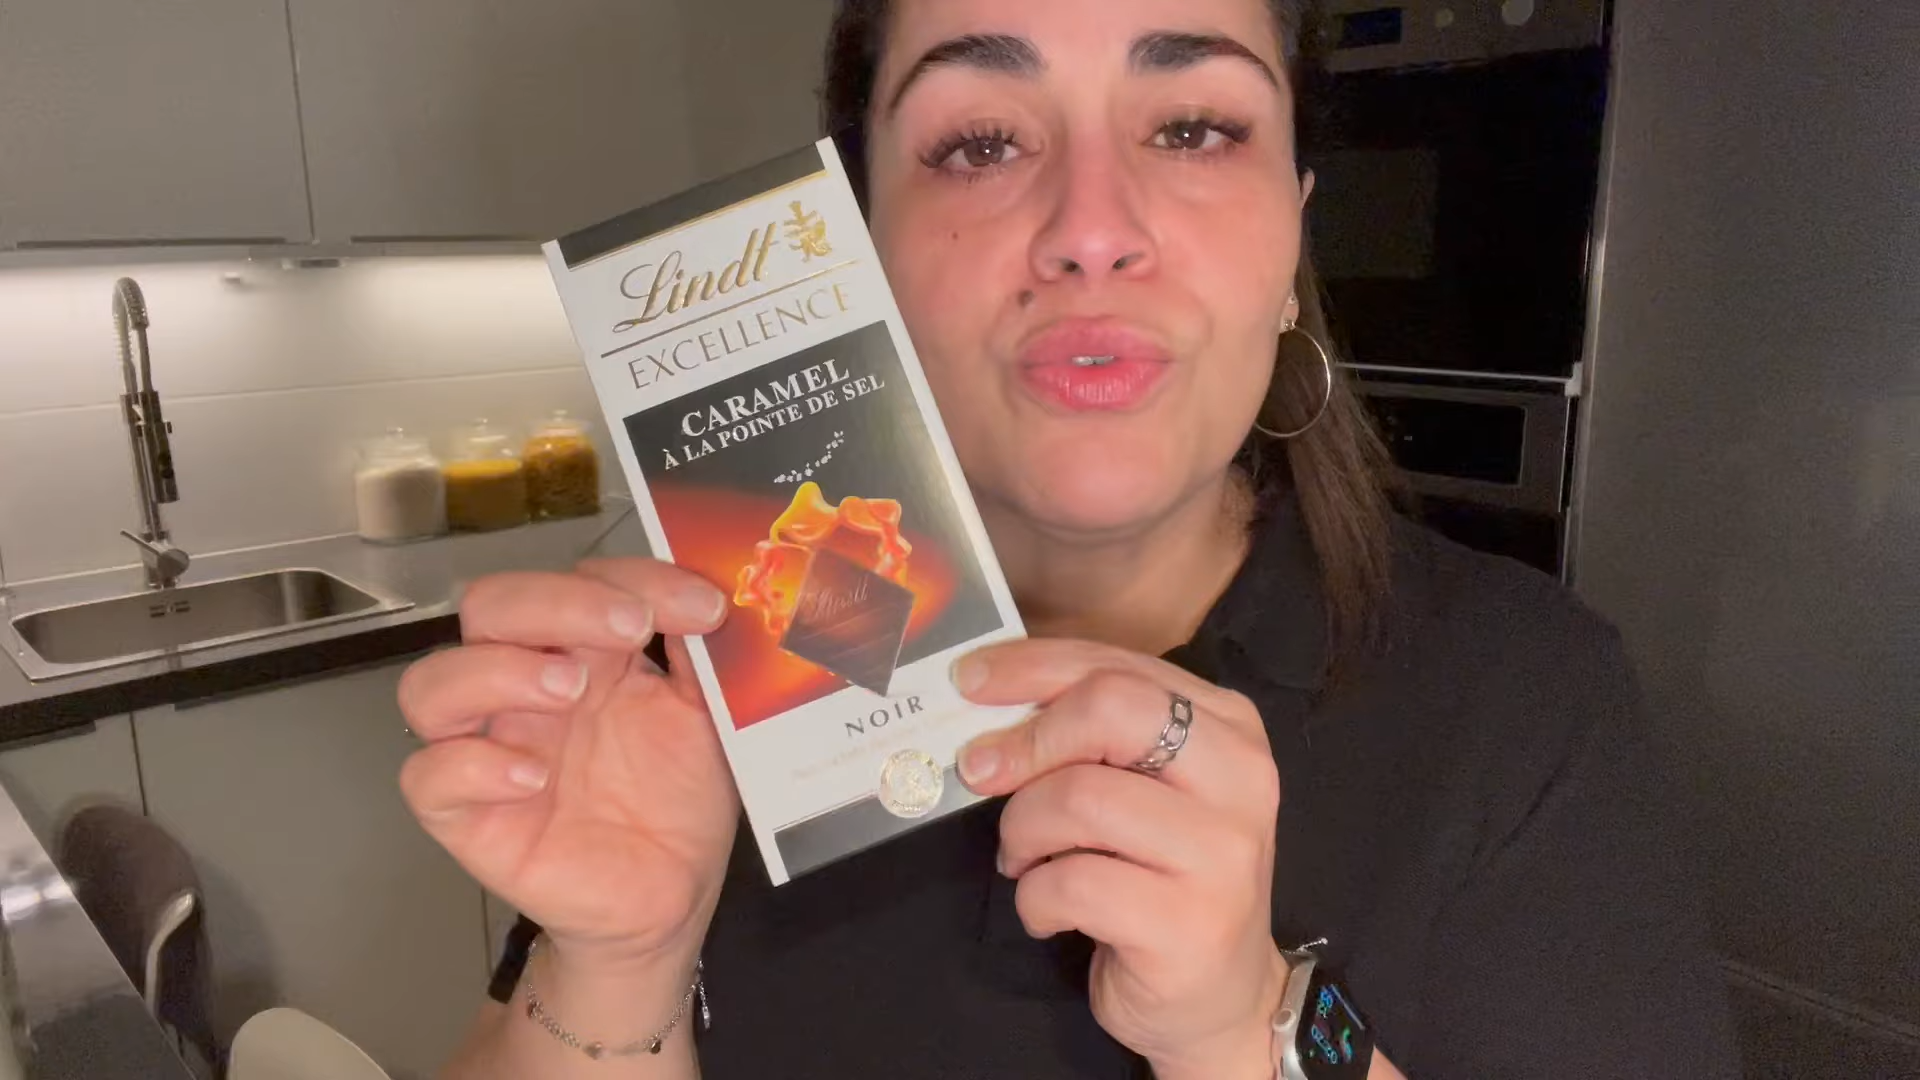 Lindt
EXCELLENCE
CARAMEL
À LA POINTE DE SEL
Lindt
NOIR